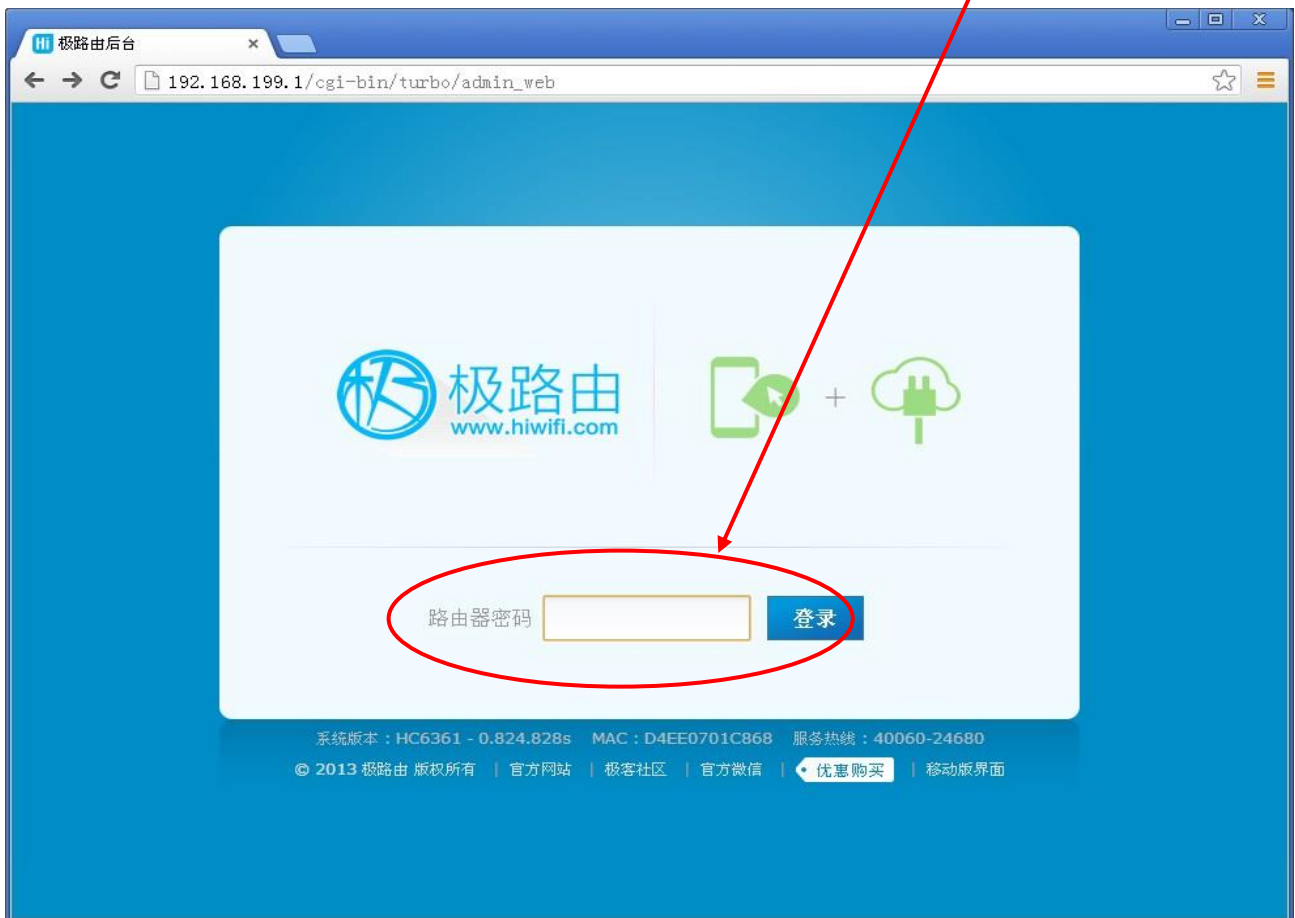 极路由后台
192.168.199.1/cgi-bin/turbo/admin_web
极 极路由
www.hiwifi.com
路由器密码 登录
系统版本：HC6361 - 0.824.828s MAC：D4EE0701C868 服务热线：40060-24680
© 2013 极路由 版权所有 | 官方网站 | 极客社区 | 官方微信 | 优惠购买 | 移动版界面